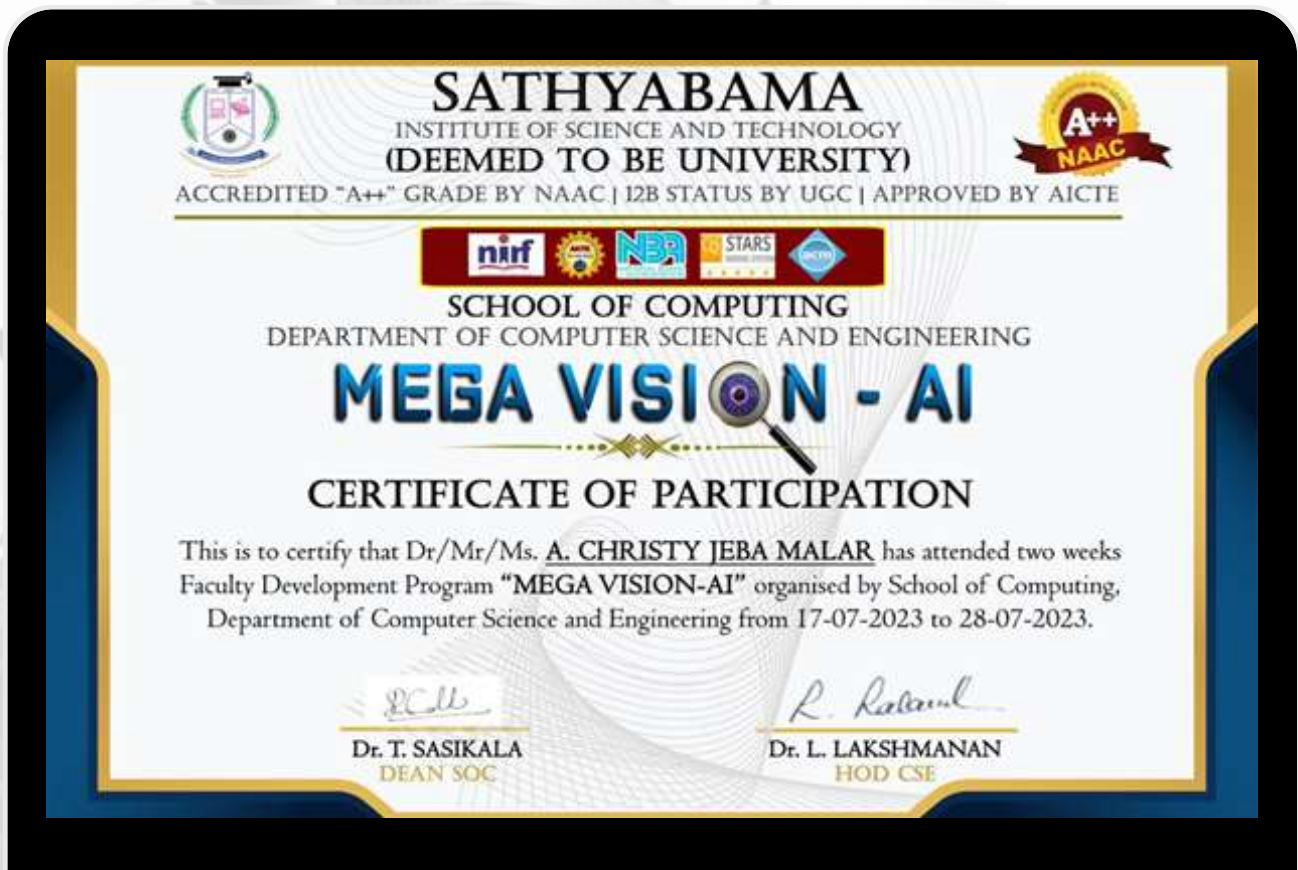 SATHYABAMA
INSTITUTE OF SCIENCE AND TECHNOLOGY
(DEEMED TO BE UNIVERSITY)
ACCREDITED "A++" GRADE BY NAAC | 12B STATUS BY UGC | APPROVED BY AICTE
A++
NAAC
nirf
NBA
STARS
SCHOOL OF COMPUTING
DEPARTMENT OF COMPUTER SCIENCE AND ENGINEERING
MEGA VISION - AI
CERTIFICATE OF PARTICIPATION
This is to certify that Dr/Mr/Ms. A. CHRISTY JEBA MALAR has attended two weeks
Faculty Development Program "MEGA VISION-AI" organised by School of Computing,
Department of Computer Science and Engineering from 17-07-2023 to 28-07-2023.
Dr. T. SASIKALA
DEAN SOC
Dr. L. LAKSHMANAN
HOD CSE